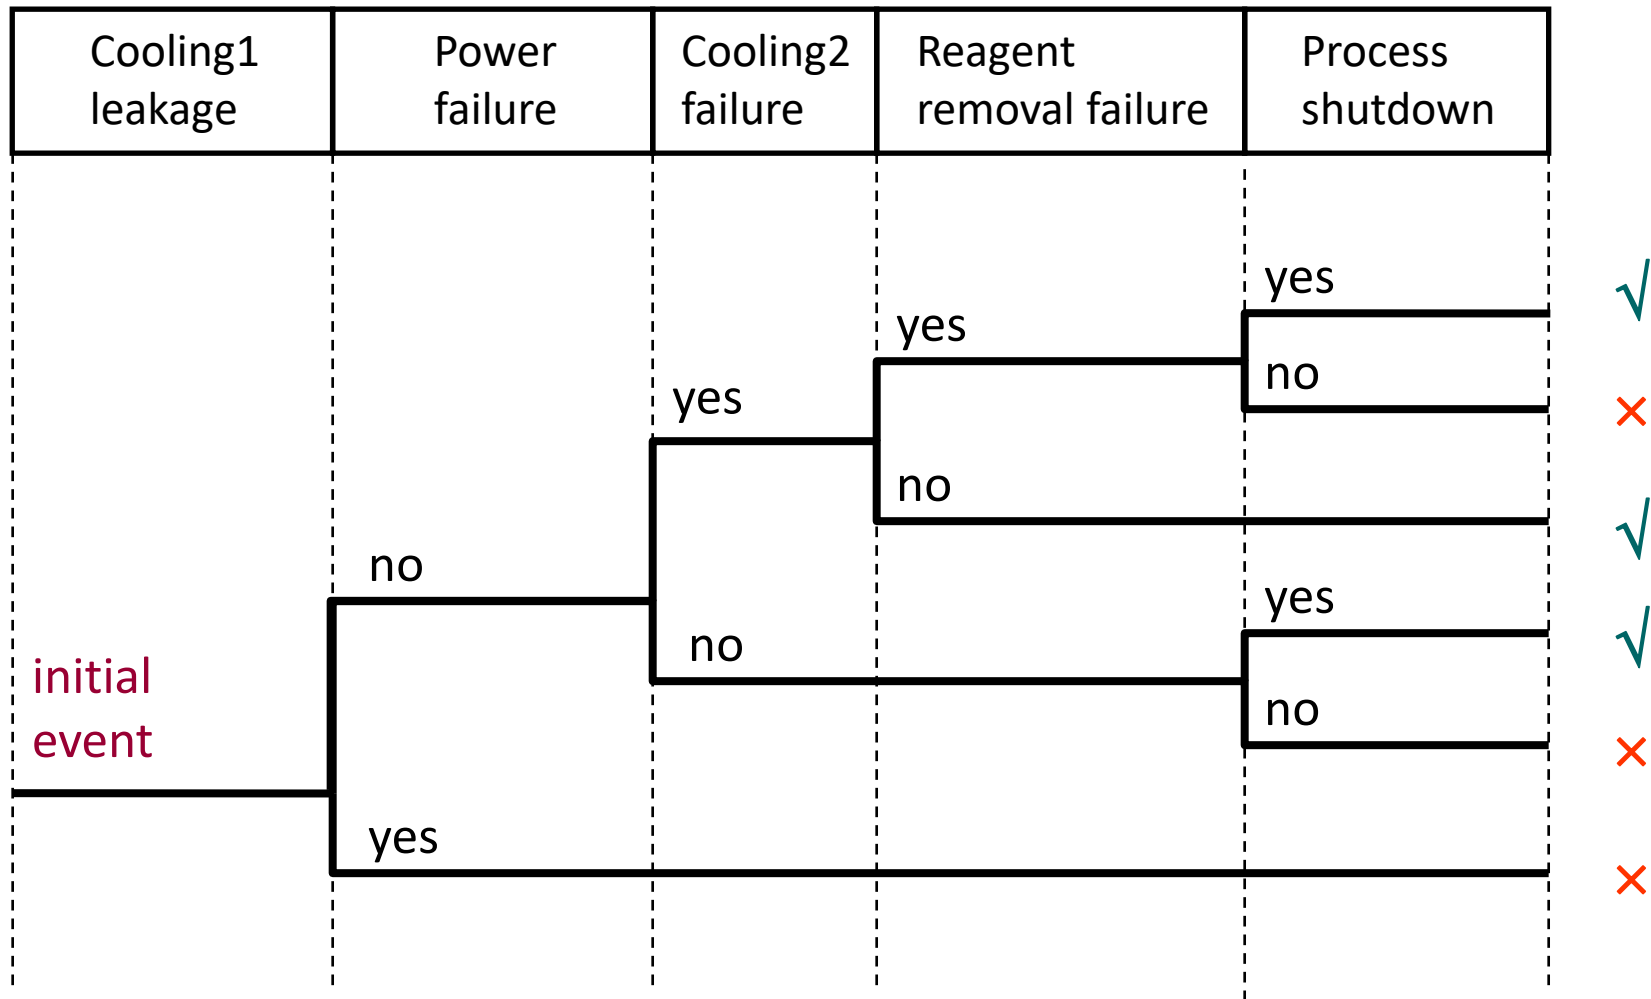 Cooling1
leakage
Power
failure
Cooling2
failure
Reagent
removal failure
Process
shutdown
yes
√
yes
no
yes
×
no
√
no
yes
√
no
initial
event
no
×
yes
×